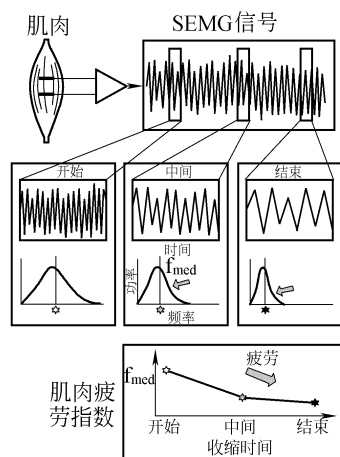 肌肉
SEMG信号
开始
中间
结束
时间
f med
功率
频率
肌肉疲
劳指数
f med
疲劳
开始
中间
结束
收缩时间